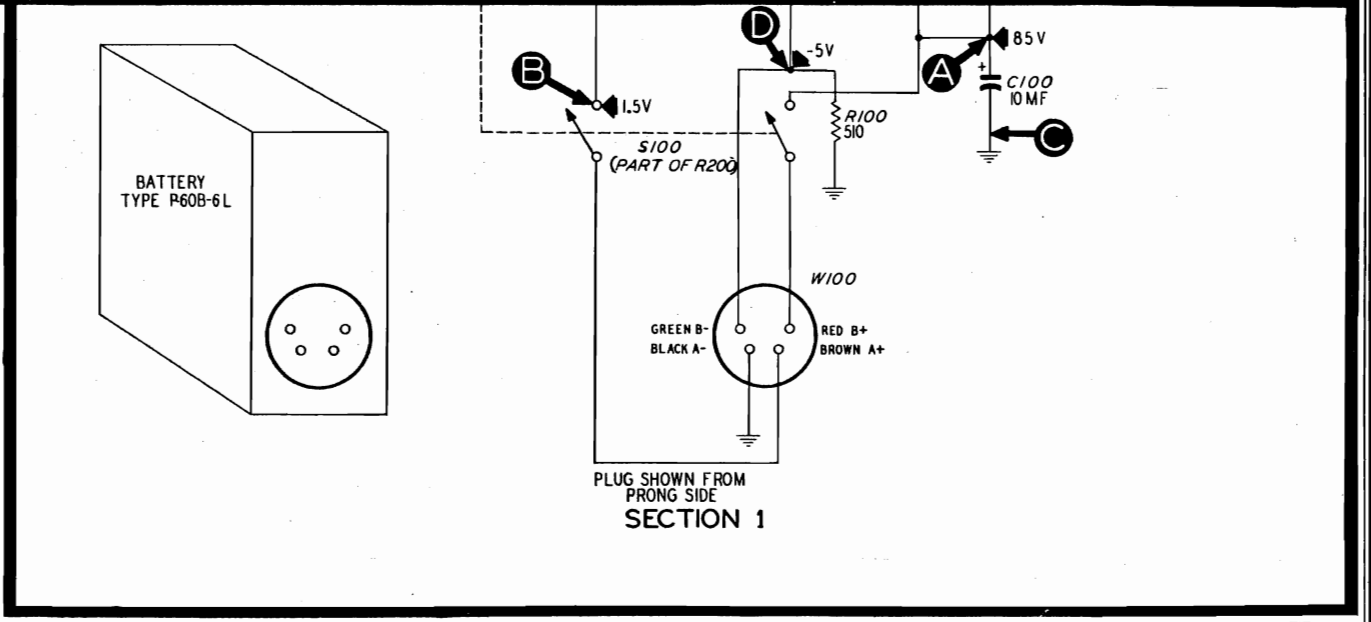 D
-5V
A
85V
B
1.5V
+
C100
10 MF
R100
510
C
S100
(PART OF R200)
BATTERY
TYPE P-60B-6L
W100
GREEN B-
RED B+
BLACK A-
BROWN A+
PLUG SHOWN FROM
PRONG SIDE
SECTION 1